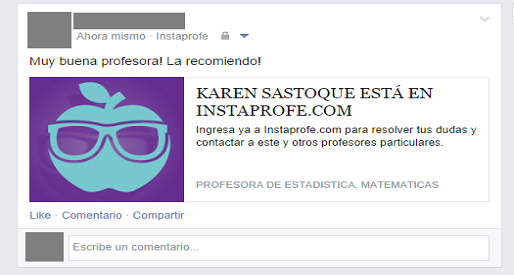 Ahora mismo · Instaprofe
Muy buena profesora! La recomiendo!
KAREN SASTOQUE ESTÁ EN
INSTAPROFE.COM
Ingresa ya a Instaprofe.com para resolver tus dudas y
contactar a este y otros profesores particulares.
PROFESORA DE ESTADISTICA, MATEMATICAS
Like · Comentario · Compartir
Escribe un comentario...